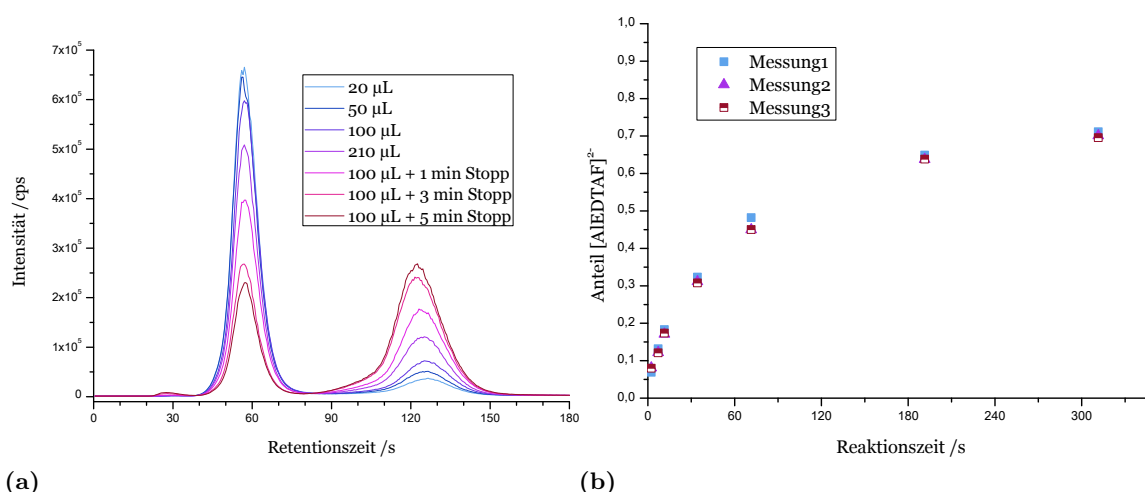 7x10⁵
6x10⁵
5x10⁵
4x10⁵
3x10⁵
2x10⁵
1x10⁵
0
Intensität /cps
20 µL
50 µL
100 µL
210 µL
100 µL + 1 min Stopp
100 µL + 3 min Stopp
100 µL + 5 min Stopp
0 30 60 90 120 150 180
Retentionszeit /s
(a)
1,0
0,9
0,8
0,7
0,6
0,5
0,4
0,3
0,2
0,1
0,0
Anteil [AlEDTAF]²⁻
Messung1
Messung2
Messung3
0 60 120 180 240 300
Reaktionszeit /s
(b)